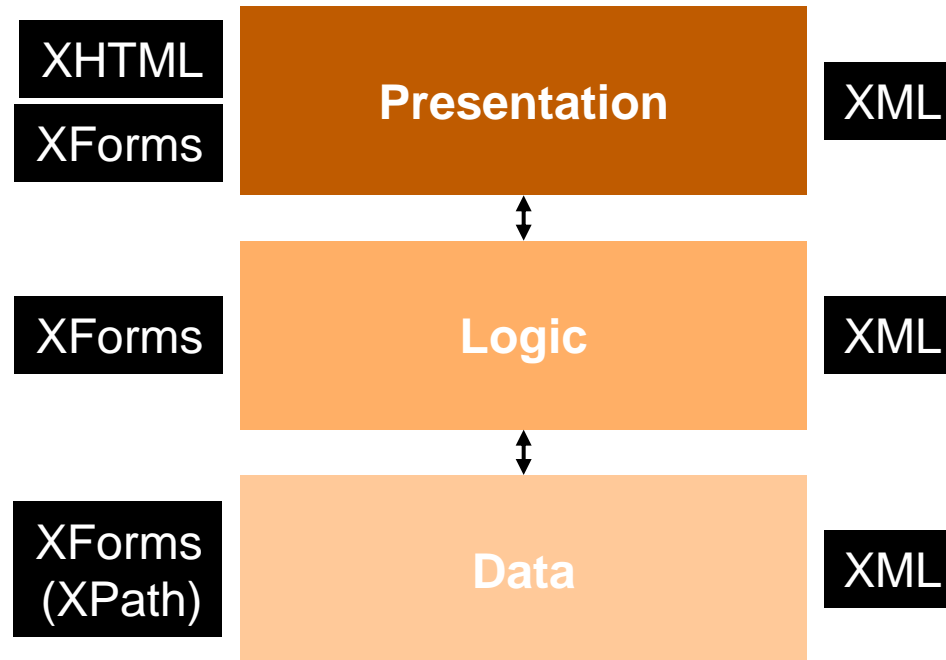 XHTML
XForms
Presentation
XML
XForms
Logic
XML
XForms
(XPath)
Data
XML